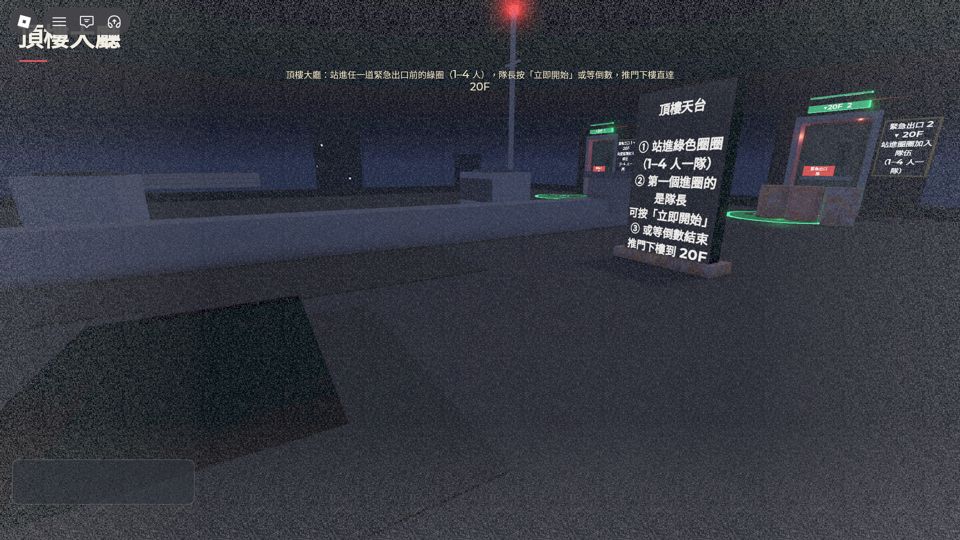 頂樓大廳
頂樓大廳：站進任一道緊急出口前的綠圈（1–4 人），隊長按「立即開始」或等倒數，推門下樓直達
20F
頂樓天台
① 站進綠色圈圈
（1–4 人一隊）
② 第一個進圈的
是隊長
可按「立即開始」
③ 或等倒數結束
推門下樓到 20F
▼20F 2
緊急出口 2
▼ 20F
站進圈圈加入
隊伍
（1–4 人一
隊）